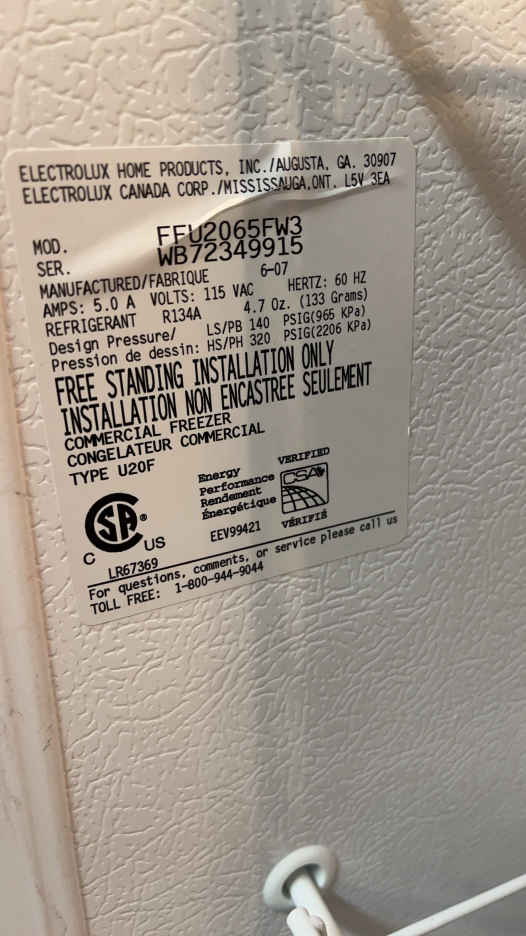 ELECTROLUX HOME PRODUCTS, INC./AUGUSTA, GA. 30907
ELECTROLUX CANADA CORP./MISSISSAUGA,ONT. L5V 3EA
MOD. FFU2065FW3
SER. WB72349915
MANUFACTURED/FABRIQUE 6-07
AMPS: 5.0 A VOLTS: 115 VAC HERTZ: 60 HZ
REFRIGERANT R134A 4.7 Oz. (133 Grams)
Design Pressure/ LS/PB 140 PSIG(965 KPa)
Pression de dessin: HS/PH 320 PSIG(2206 KPa)
FREE STANDING INSTALLATION ONLY
INSTALLATION NON ENCASTREE SEULEMENT
COMMERCIAL FREEZER
CONGELATEUR COMMERCIAL
TYPE U20F
SA®
C US
LR67369
Energy
Performance
Rendement
Énergétique
EEV99421
VERIFIED
CSA
VÉRIFIÉ
For questions, comments, or service please call us
TOLL FREE: 1-800-944-9044